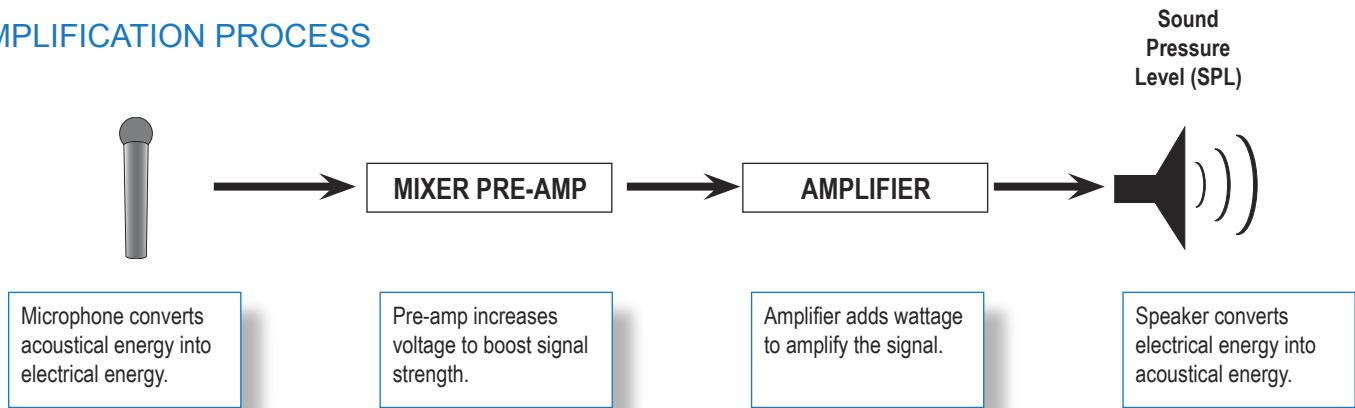 MPLIFICATION PROCESS
Sound
Pressure
Level (SPL)
MIXER PRE-AMP
AMPLIFIER
Microphone converts
acoustical energy into
electrical energy.
Pre-amp increases
voltage to boost signal
strength.
Amplifier adds wattage
to amplify the signal.
Speaker converts
electrical energy into
acoustical energy.